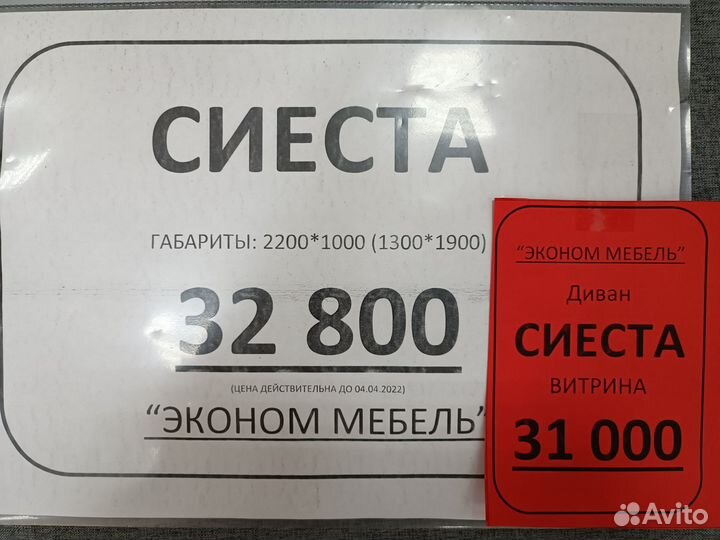 СИЕСТА
ГАБАРИТЫ: 2200*1000 (1300*1900)
32 800
(ЦЕНА ДЕЙСТВИТЕЛЬНА ДО 04.04.2022)
“ЭКОНОМ МЕБЕЛЬ”
“ЭКОНОМ МЕБЕЛЬ”
Диван
СИЕСТА
ВИТРИНА
31 000
Avito